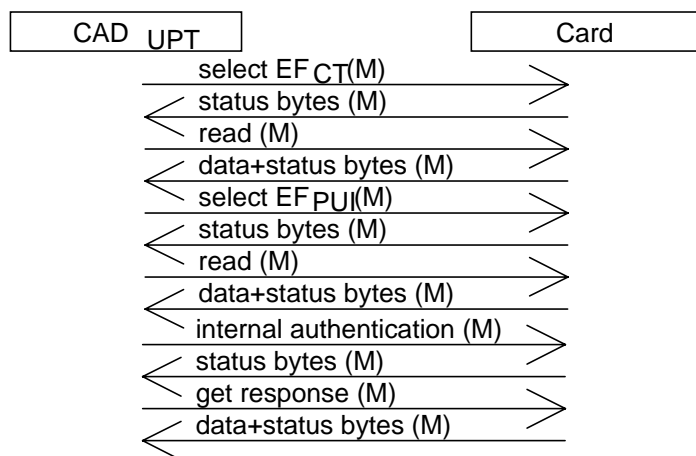 CAD UPT Card
select EF CT(M)
status bytes (M)
read (M)
data+status bytes (M)
select EF PUI(M)
status bytes (M)
read (M)
data+status bytes (M)
internal authentication (M)
status bytes (M)
get response (M)
data+status bytes (M)